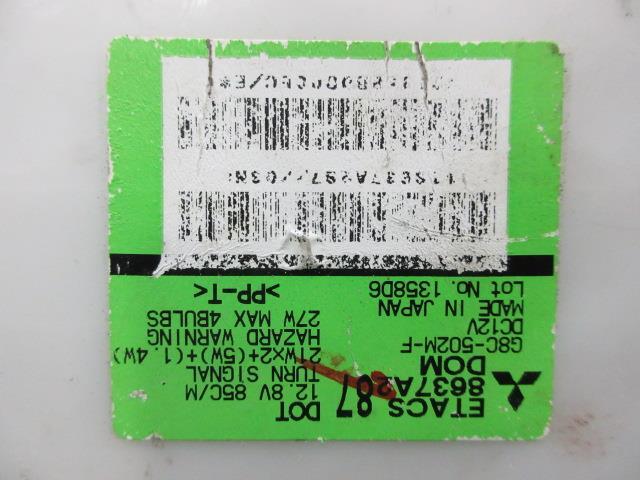 ETACS 87 DOT
8637A287
DOM
G8C-502M-F
DC12V
MADE IN JAPAN
Lot No. 1358D6
12.8V 85C/M
TURN SIGNAL
21W×2+(5W)+(1.4W)
HAZARD WARNING
27W MAX 4BULBS
>PP-T<